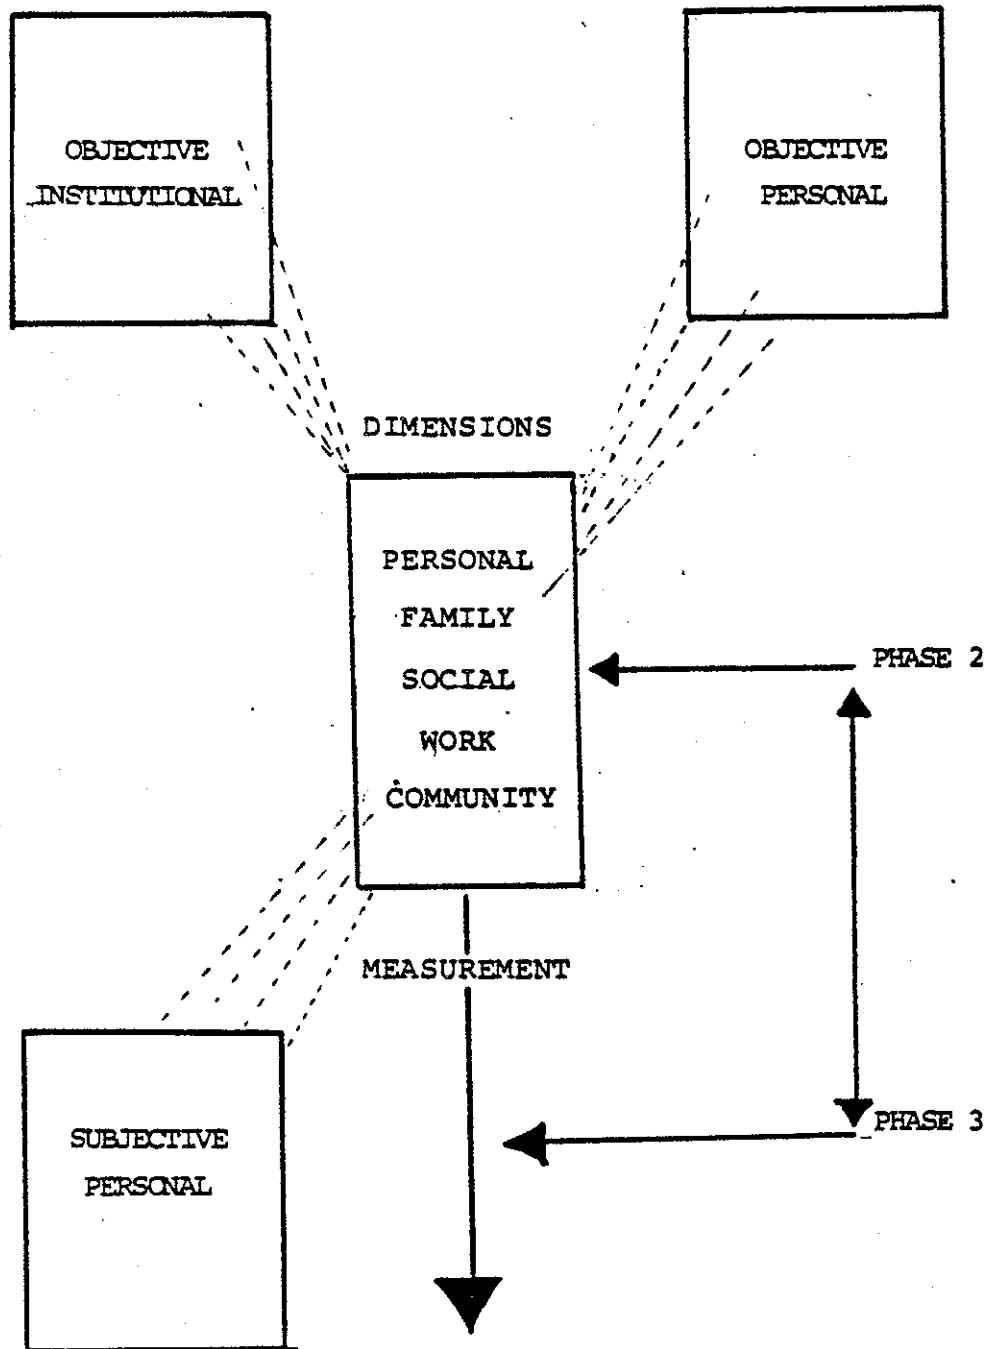 OBJECTIVE
INSTITUTIONAL
OBJECTIVE
PERSONAL
DIMENSIONS
PERSONAL
FAMILY
SOCIAL
WORK
COMMUNITY
PHASE 2
MEASUREMENT
PHASE 3
SUBJECTIVE
PERSONAL